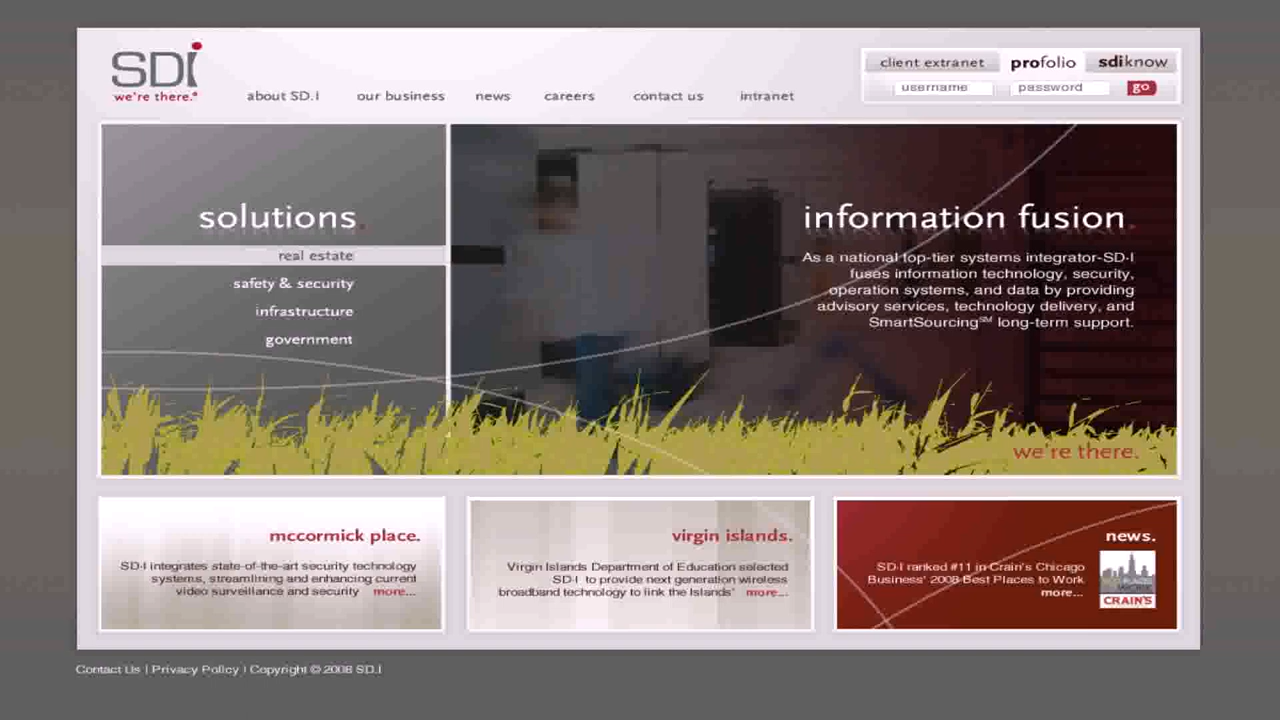 SDI
we're there.®
about SD.I our business news careers contact us intranet
client extranet profolio sdiknow
username password go
solutions.
real estate
safety & security
infrastructure
government
information fusion.
As a national top-tier systems integrator-SD-I
fuses information technology, security,
operation systems, and data by providing
advisory services, technology delivery, and
SmartSourcing℠ long-term support.
we're there.
mccormick place.
SD-I integrates state-of-the-art security technology
systems, streamlining and enhancing current
video surveillance and security more...
virgin islands.
Virgin Islands Department of Education selected
SD-I to provide next generation wireless
broadband technology to link the Islands' more...
news.
SD-I ranked #11 in Crain's Chicago
Business' 2008 Best Places to Work
more...
CRAIN'S
Contact Us | Privacy Policy | Copyright © 2008 SD.I